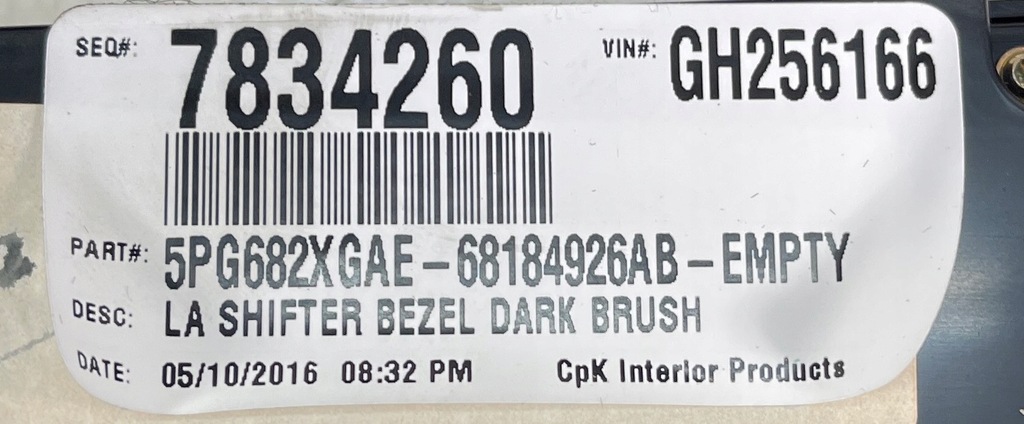 SEQ#: 7834260 VIN#: GH256166
PART#: 5PG682XGAE-68184926AB-EMPTY
DESC: LA SHIFTER BEZEL DARK BRUSH
DATE: 05/10/2016 08:32 PM CpK Interior Products